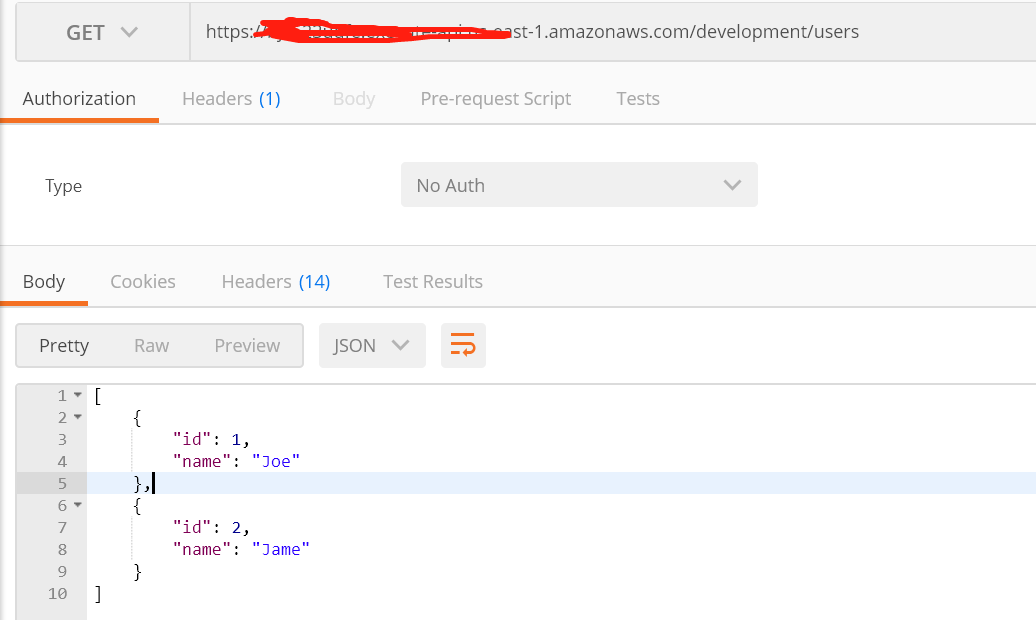 GET https: east-1.amazonaws.com/development/users
Authorization Headers (1) Body Pre-request Script Tests
Type No Auth
Body Cookies Headers (14) Test Results
Pretty Raw Preview JSON
1 [
2 {
3 "id": 1,
4 "name": "Joe"
5 },
6 {
7 "id": 2,
8 "name": "Jame"
9 }
10 ]